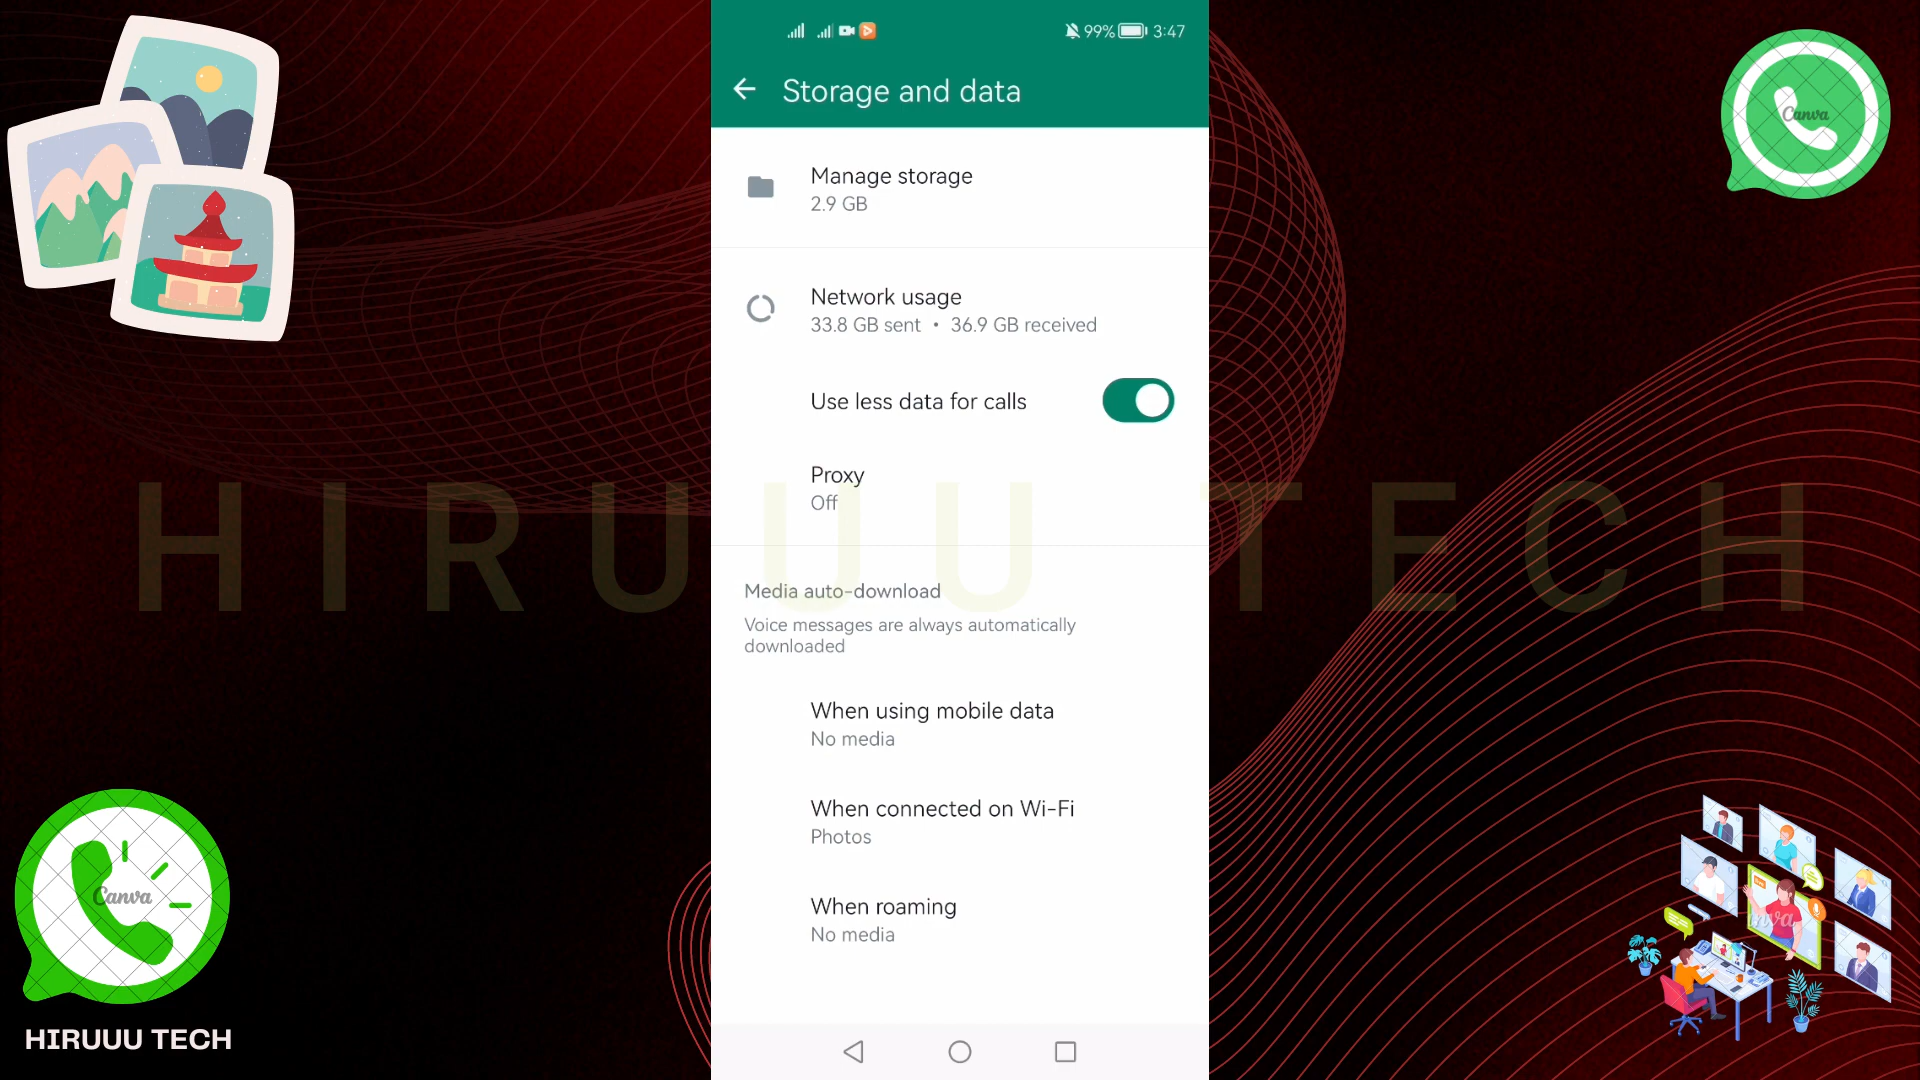 99% 3:47
Storage and data
Manage storage
2.9 GB
Network usage
33.8 GB sent • 36.9 GB received
Use less data for calls
Proxy
Off
HIRUUU TECH
Media auto-download
Voice messages are always automatically
downloaded
When using mobile data
No media
When connected on Wi-Fi
Photos
When roaming
No media
Canva
Canva
HIRUUU TECH